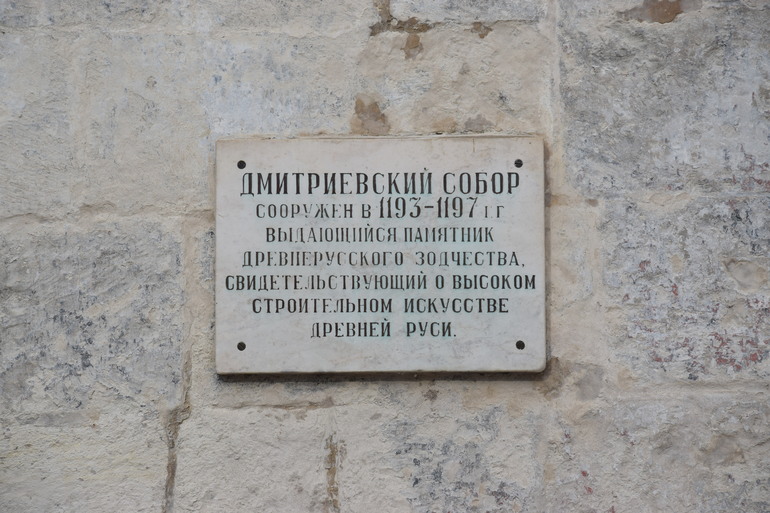 ДМИТРИЕВСКИЙ СОБОР
СООРУЖЕН В 1193-1197 Г.Г
ВЫДАЮЩИЙСЯ ПАМЯТНИК
ДРЕВНЕРУССКОГО ЗОДЧЕСТВА,
СВИДЕТЕЛЬСТВУЮЩИЙ О ВЫСОКОМ
СТРОИТЕЛЬНОМ ИСКУССТВЕ
ДРЕВНЕЙ РУСИ.